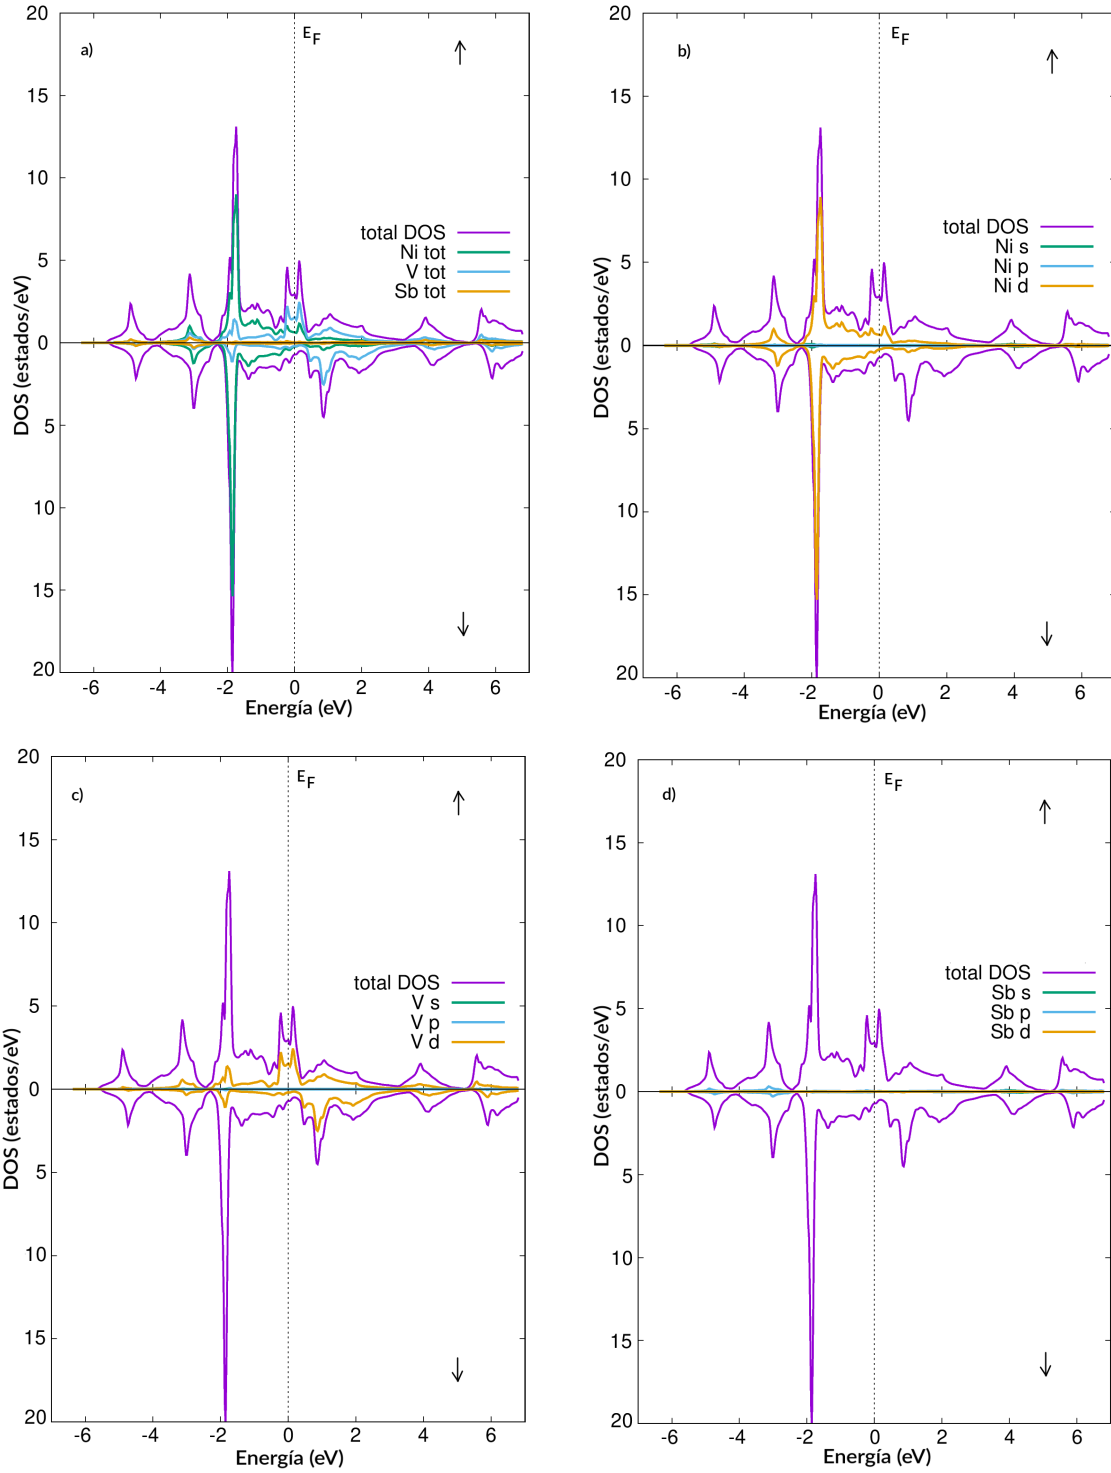 a)
E_F
↑
20
15
10
5
0
5
10
15
20
total DOS
Ni tot
V tot
Sb tot
DOS (estados/eV)
↓
-6 -4 -2 0 2 4 6
Energía (eV)
b)
E_F
↑
20
15
10
5
0
5
10
15
20
total DOS
Ni s
Ni p
Ni d
DOS (estados/eV)
↓
-6 -4 -2 0 2 4 6
Energía (eV)
c)
E_F
↑
20
15
10
5
0
5
10
15
20
total DOS
V s
V p
V d
DOS (estados/eV)
↓
-6 -4 -2 0 2 4 6
Energía (eV)
d)
E_F
↑
20
15
10
5
0
5
10
15
20
total DOS
Sb s
Sb p
Sb d
DOS (estados/eV)
↓
-6 -4 -2 0 2 4 6
Energía (eV)